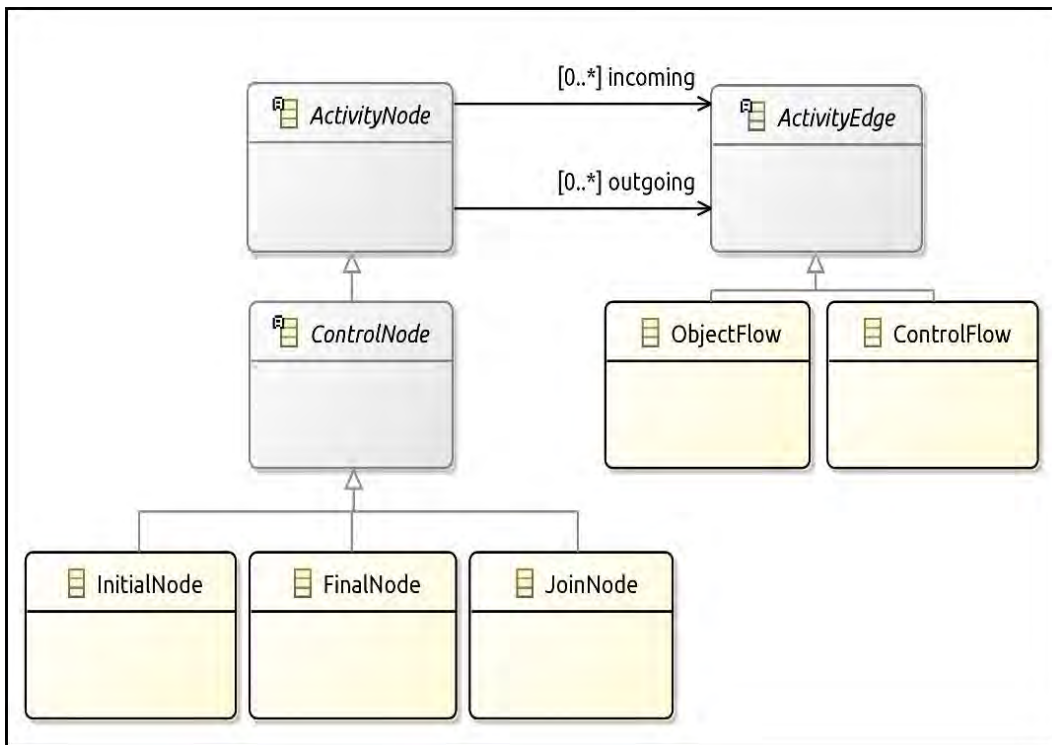 [0..*] incoming
ActivityNode
ActivityEdge
[0..*] outgoing
ControlNode
ObjectFlow
ControlFlow
InitialNode
FinalNode
JoinNode